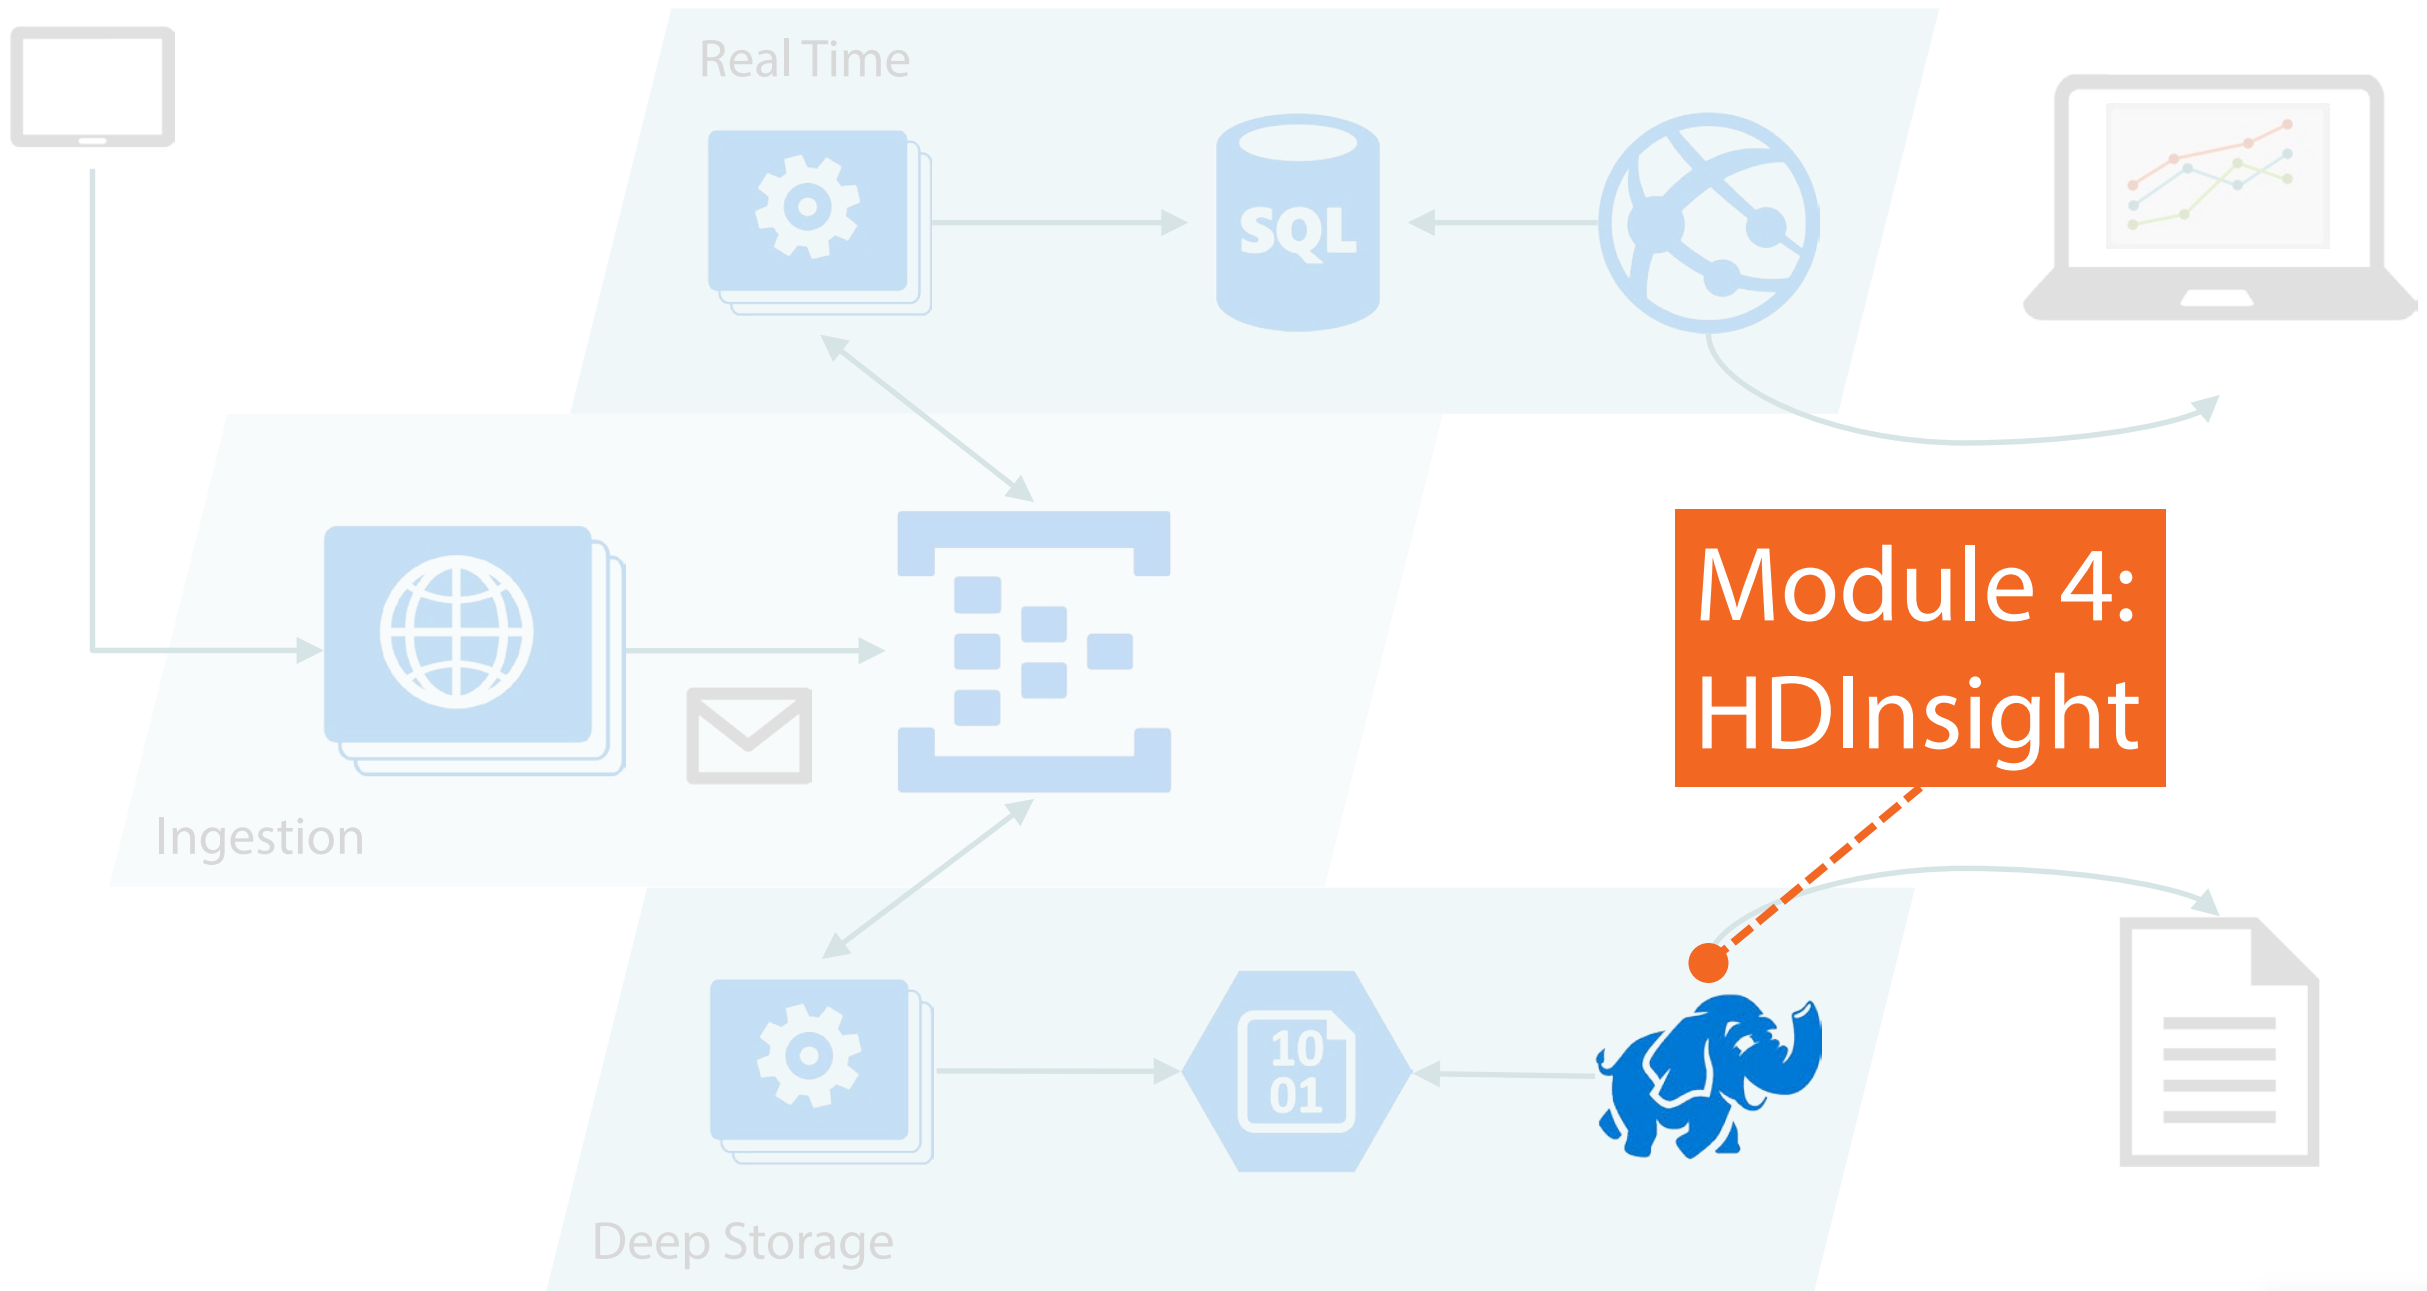 Real Time
SQL
Module 4:
HDInsight
Ingestion
10
01
Deep Storage